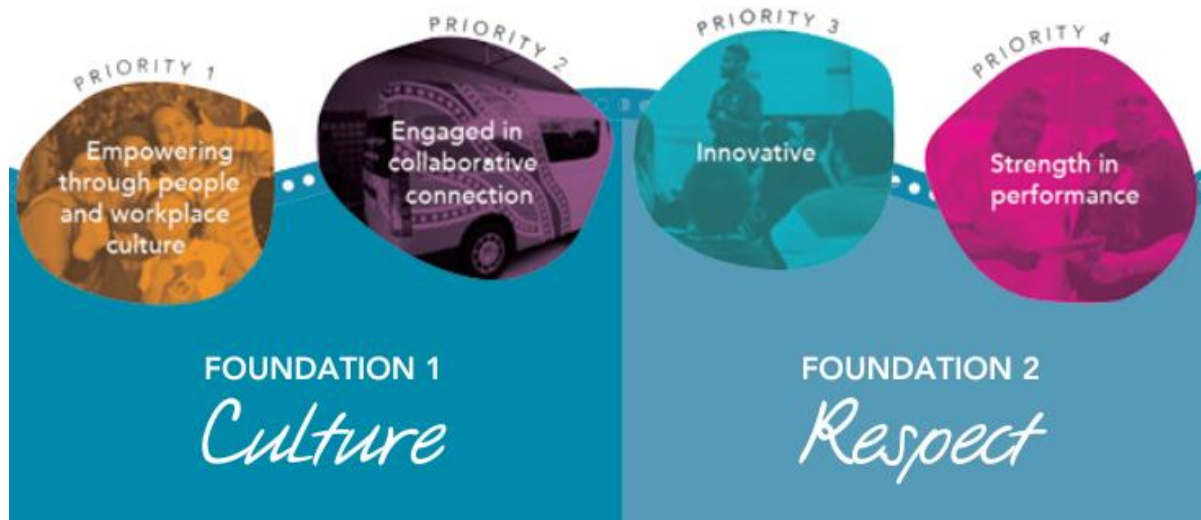 PRIORITY 1
Empowering
through people
and workplace
culture
PRIORITY 2
Engaged in
collaborative
connection
PRIORITY 3
Innovative
PRIORITY 4
Strength in
performance
FOUNDATION 1
Culture
FOUNDATION 2
Respect